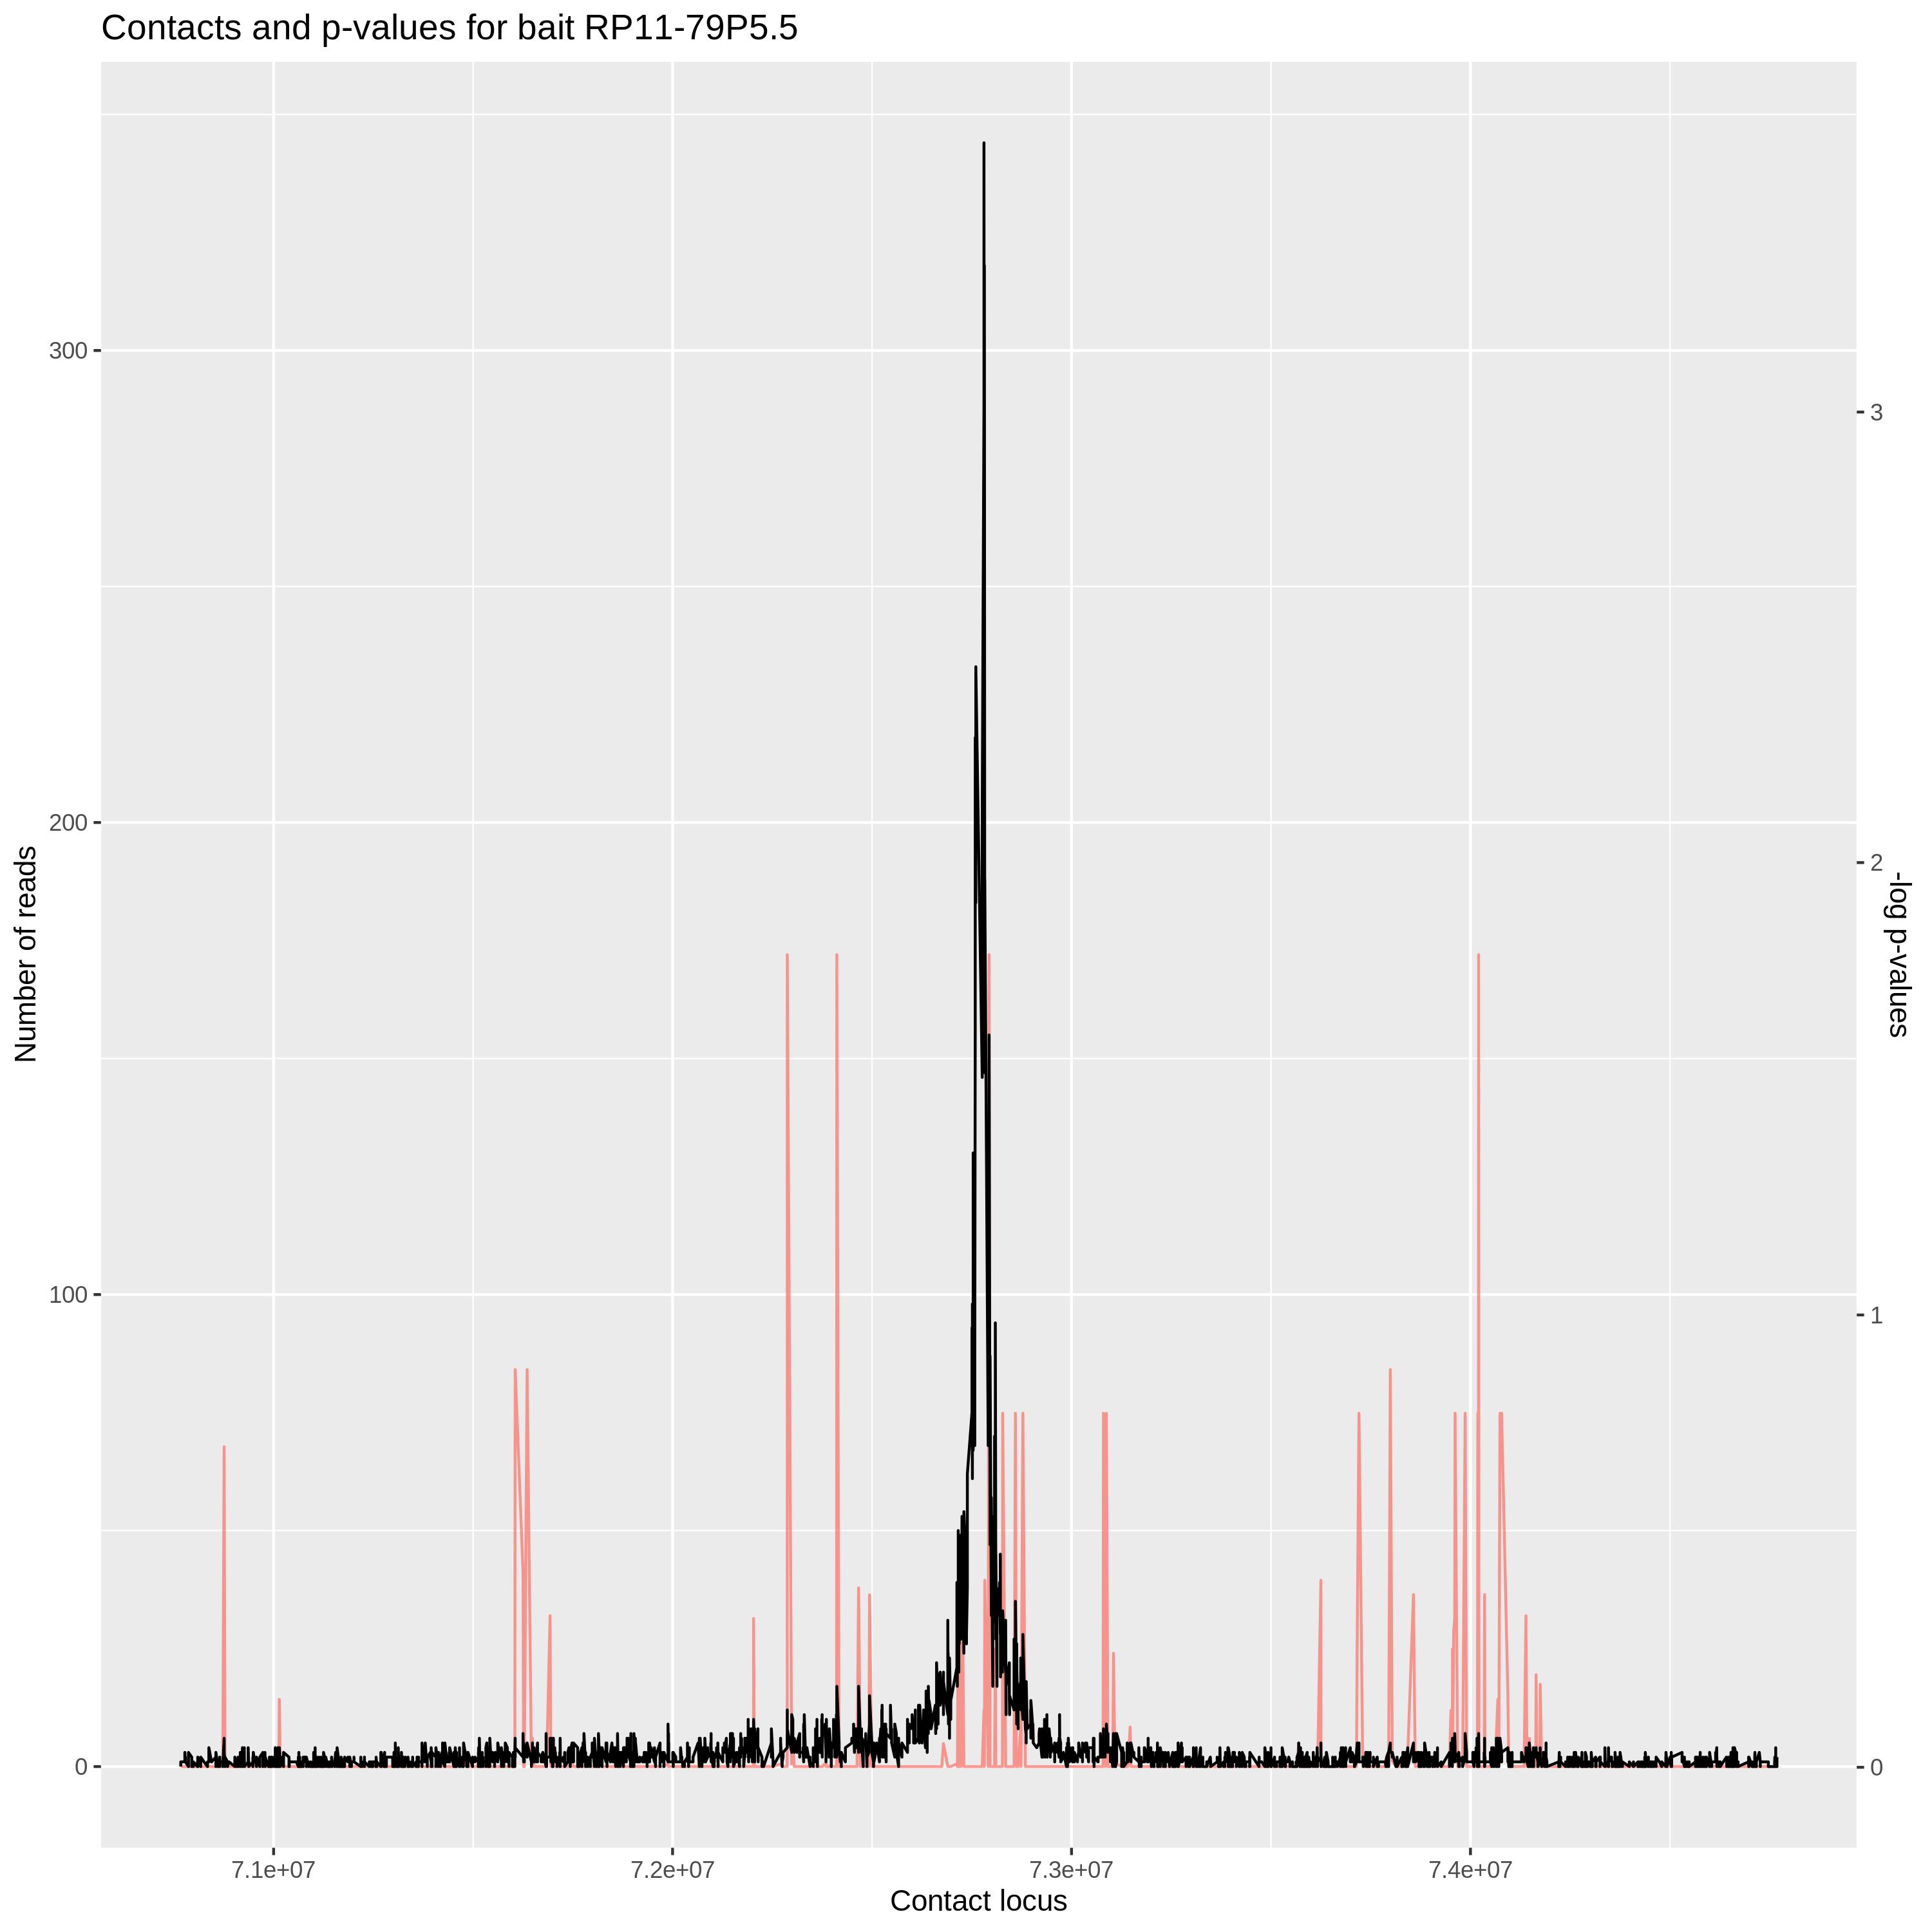 Contacts and p-values for bait RP11-79P5.5
300
200
100
0
Number of reads
3
2
1
0
-log p-values
7.1e+07 7.2e+07 7.3e+07 7.4e+07
Contact locus